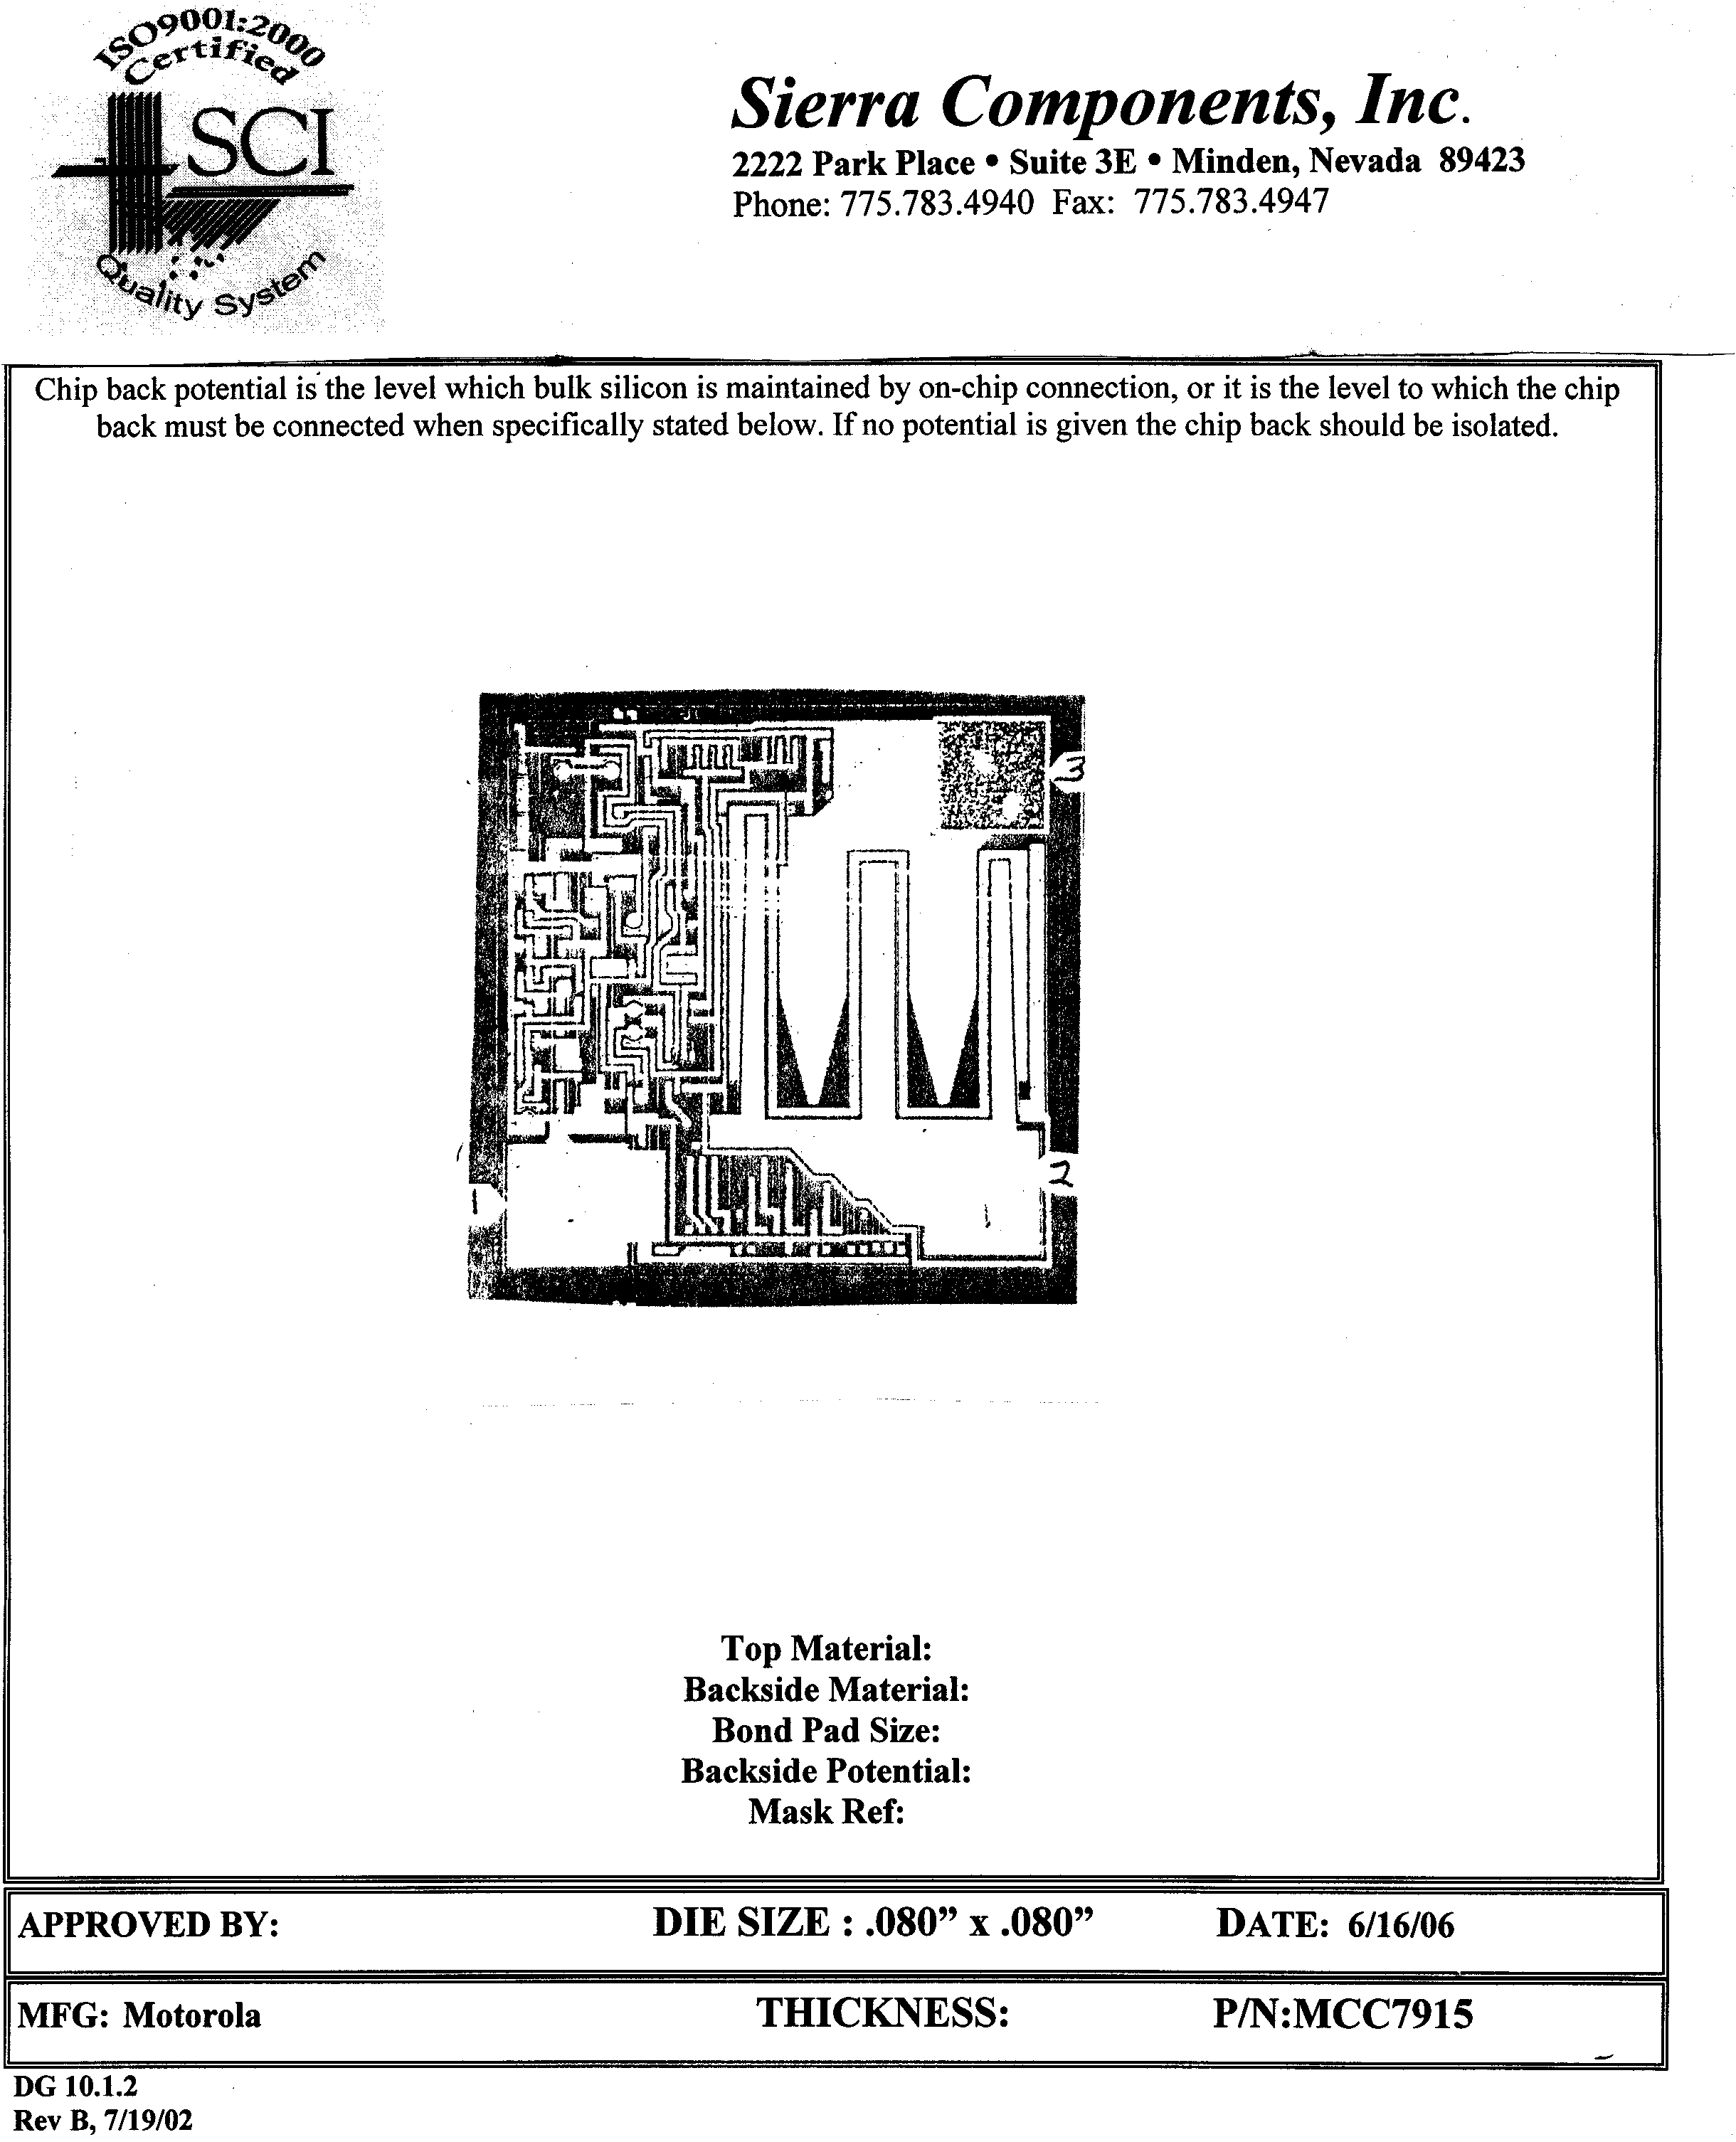 ISO9001:2000
Certified
SCI
Quality System
Sierra Components, Inc.
2222 Park Place • Suite 3E • Minden, Nevada 89423
Phone: 775.783.4940 Fax: 775.783.4947
Chip back potential is the level which bulk silicon is maintained by on-chip connection, or it is the level to which the chip
back must be connected when specifically stated below. If no potential is given the chip back should be isolated.
3
2
1
Top Material:
Backside Material:
Bond Pad Size:
Backside Potential:
Mask Ref:
APPROVED BY: DIE SIZE : .080” x .080” DATE: 6/16/06
MFG: Motorola THICKNESS: P/N:MCC7915
DG 10.1.2
Rev B, 7/19/02